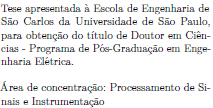 Tese apresentada à Escola de Engenharia de
São Carlos da Universidade de São Paulo,
para obtenção do título de Doutor em Ciên-
cias - Programa de Pós-Graduação em Enge-
nharia Elétrica.
Área de concentração: Processamento de Si-
nais e Instrumentação